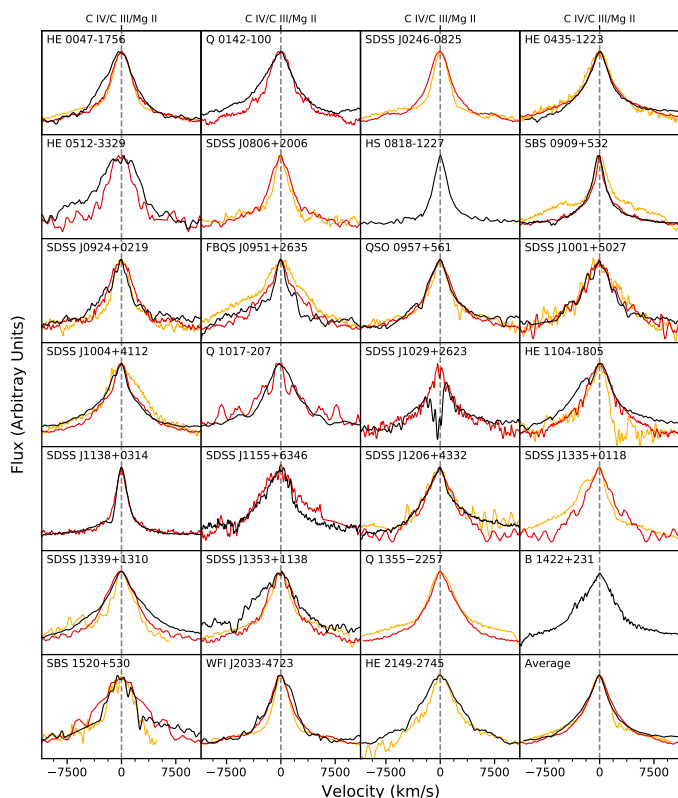 C IV/C III/Mg II C IV/C III/Mg II C IV/C III/Mg II C IV/C III/Mg II
HE 0047-1756 Q 0142-100 SDSS J0246-0825 HE 0435-1223
HE 0512-3329 SDSS J0806+2006 HS 0818-1227 SBS 0909+532
SDSS J0924+0219 FBQS J0951+2635 QSO 0957+561 SDSS J1001+5027
SDSS J1004+4112 Q 1017-207 SDSS J1029+2623 HE 1104-1805
SDSS J1138+0314 SDSS J1155+6346 SDSS J1206+4332 SDSS J1335+0118
SDSS J1339+1310 SDSS J1353+1138 Q 1355−2257 B 1422+231
SBS 1520+530 WFI J2033-4723 HE 2149-2745 Average
Flux (Arbitray Units)
−7500 0 7500 −7500 0 7500 −7500 0 7500 −7500 0 7500
Velocity (km/s)